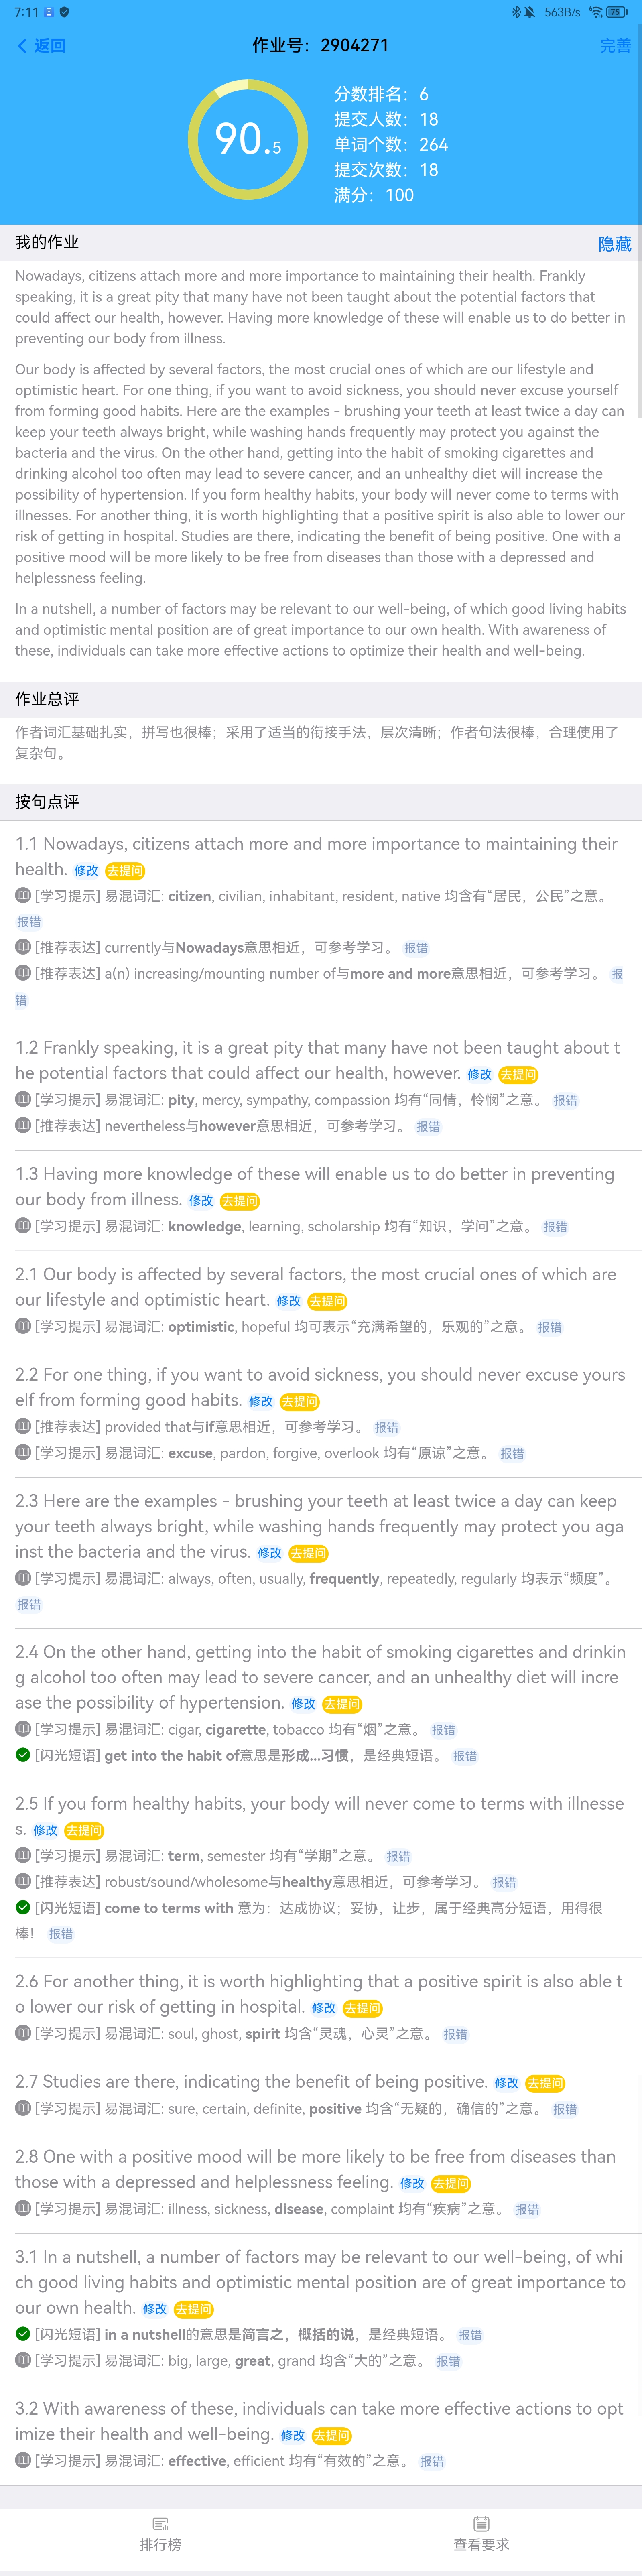 7:11
563B/s
75
返回
作业号：2904271
完善
90.5
分数排名：6
提交人数：18
单词个数：264
提交次数：18
满分：100
我的作业
隐藏
Nowadays, citizens attach more and more importance to maintaining their health. Frankly
speaking, it is a great pity that many have not been taught about the potential factors that
could affect our health, however. Having more knowledge of these will enable us to do better in
preventing our body from illness.
Our body is affected by several factors, the most crucial ones of which are our lifestyle and
optimistic heart. For one thing, if you want to avoid sickness, you should never excuse yourself
from forming good habits. Here are the examples - brushing your teeth at least twice a day can
keep your teeth always bright, while washing hands frequently may protect you against the
bacteria and the virus. On the other hand, getting into the habit of smoking cigarettes and
drinking alcohol too often may lead to severe cancer, and an unhealthy diet will increase the
possibility of hypertension. If you form healthy habits, your body will never come to terms with
illnesses. For another thing, it is worth highlighting that a positive spirit is also able to lower our
risk of getting in hospital. Studies are there, indicating the benefit of being positive. One with a
positive mood will be more likely to be free from diseases than those with a depressed and
helplessness feeling.
In a nutshell, a number of factors may be relevant to our well-being, of which good living habits
and optimistic mental position are of great importance to our own health. With awareness of
these, individuals can take more effective actions to optimize their health and well-being.
作业总评
作者词汇基础扎实，拼写也很棒；采用了适当的衔接手法，层次清晰；作者句法很棒，合理使用了
复杂句。
按句点评
1.1 Nowadays, citizens attach more and more importance to maintaining their
health. 修改 去提问
[学习提示] 易混词汇: citizen, civilian, inhabitant, resident, native 均含有“居民，公民”之意。
报错
[推荐表达] currently与Nowadays意思相近，可参考学习。 报错
[推荐表达] a(n) increasing/mounting number of与more and more意思相近，可参考学习。 报
错
1.2 Frankly speaking, it is a great pity that many have not been taught about t
he potential factors that could affect our health, however. 修改 去提问
[学习提示] 易混词汇: pity, mercy, sympathy, compassion 均有“同情，怜悯”之意。 报错
[推荐表达] nevertheless与however意思相近，可参考学习。 报错
1.3 Having more knowledge of these will enable us to do better in preventing
our body from illness. 修改 去提问
[学习提示] 易混词汇: knowledge, learning, scholarship 均有“知识，学问”之意。 报错
2.1 Our body is affected by several factors, the most crucial ones of which are
our lifestyle and optimistic heart. 修改 去提问
[学习提示] 易混词汇: optimistic, hopeful 均可表示“充满希望的，乐观的”之意。 报错
2.2 For one thing, if you want to avoid sickness, you should never excuse yours
elf from forming good habits. 修改 去提问
[推荐表达] provided that与if意思相近，可参考学习。 报错
[学习提示] 易混词汇: excuse, pardon, forgive, overlook 均有“原谅”之意。 报错
2.3 Here are the examples - brushing your teeth at least twice a day can keep
your teeth always bright, while washing hands frequently may protect you aga
inst the bacteria and the virus. 修改 去提问
[学习提示] 易混词汇: always, often, usually, frequently, repeatedly, regularly 均表示“频度”。
报错
2.4 On the other hand, getting into the habit of smoking cigarettes and drinkin
g alcohol too often may lead to severe cancer, and an unhealthy diet will incre
ase the possibility of hypertension. 修改 去提问
[学习提示] 易混词汇: cigar, cigarette, tobacco 均有“烟”之意。 报错
[闪光短语] get into the habit of意思是形成...习惯，是经典短语。 报错
2.5 If you form healthy habits, your body will never come to terms with illnesse
s. 修改 去提问
[学习提示] 易混词汇: term, semester 均有“学期”之意。 报错
[推荐表达] robust/sound/wholesome与healthy意思相近，可参考学习。 报错
[闪光短语] come to terms with 意为：达成协议；妥协，让步，属于经典高分短语，用得很
棒！ 报错
2.6 For another thing, it is worth highlighting that a positive spirit is also able t
o lower our risk of getting in hospital. 修改 去提问
[学习提示] 易混词汇: soul, ghost, spirit 均含“灵魂，心灵”之意。 报错
2.7 Studies are there, indicating the benefit of being positive. 修改 去提问
[学习提示] 易混词汇: sure, certain, definite, positive 均含“无疑的，确信的”之意。 报错
2.8 One with a positive mood will be more likely to be free from diseases than
those with a depressed and helplessness feeling. 修改 去提问
[学习提示] 易混词汇: illness, sickness, disease, complaint 均有“疾病”之意。 报错
3.1 In a nutshell, a number of factors may be relevant to our well-being, of whi
ch good living habits and optimistic mental position are of great importance to
our own health. 修改 去提问
[闪光短语] in a nutshell的意思是简言之，概括的说，是经典短语。 报错
[学习提示] 易混词汇: big, large, great, grand 均含“大的”之意。 报错
3.2 With awareness of these, individuals can take more effective actions to opt
imize their health and well-being. 修改 去提问
[学习提示] 易混词汇: effective, efficient 均有“有效的”之意。 报错
排行榜
查看要求